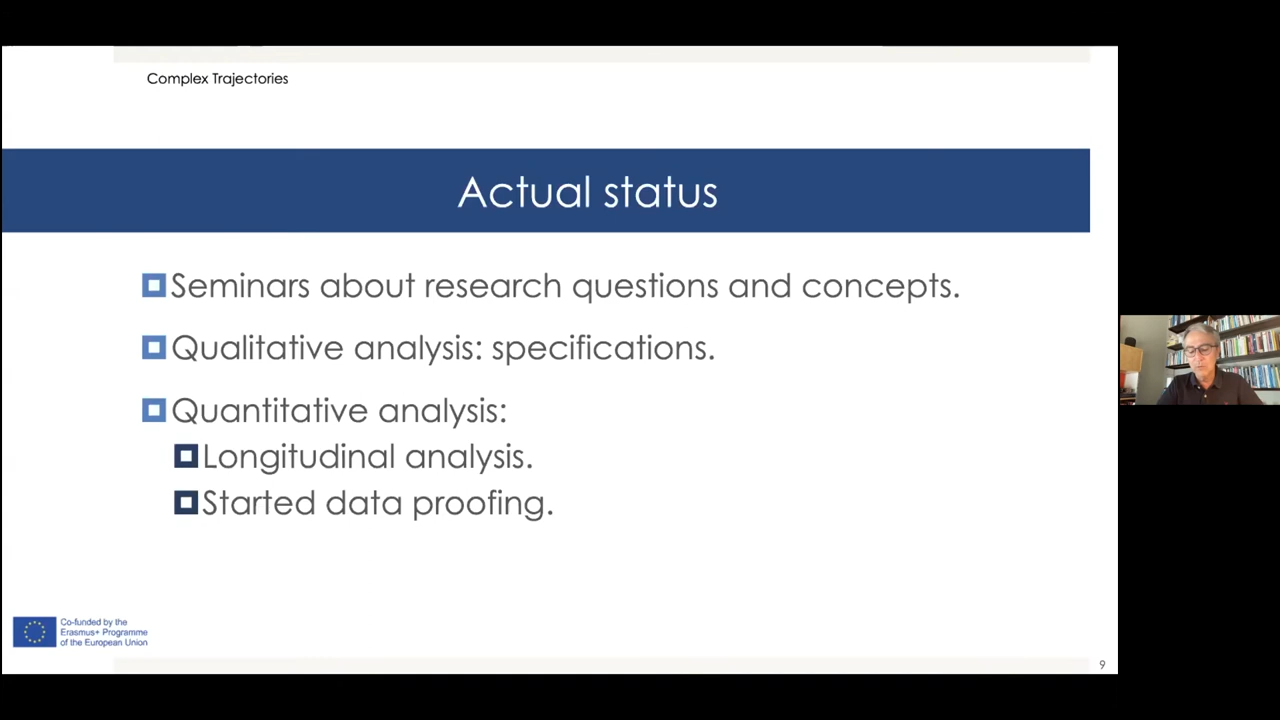 Complex Trajectories
Actual status
Seminars about research questions and concepts.
Qualitative analysis: specifications.
Quantitative analysis:
Longitudinal analysis.
Started data proofing.
Co-funded by the
Erasmus+ Programme
of the European Union
9